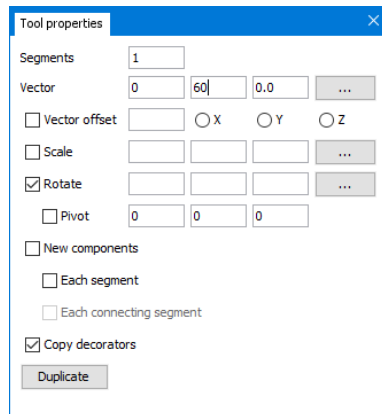 Tool properties
Segments 1
Vector 0 60 0.0 ...
Vector offset X Y Z
Scale ...
Rotate ...
Pivot 0 0 0
New components
Each segment
Each connecting segment
Copy decorators
Duplicate